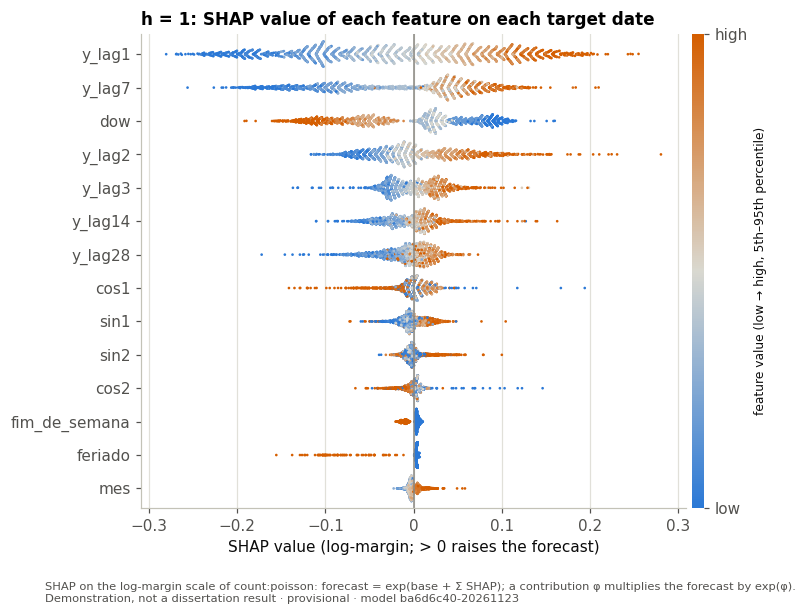 h = 1: SHAP value of each feature on each target date
y_lag1
y_lag7
dow
y_lag2
y_lag3
y_lag14
y_lag28
cos1
sin1
sin2
cos2
fim_de_semana
feriado
mes
−0.3 −0.2 −0.1 0 0.1 0.2 0.3
SHAP value (log-margin; > 0 raises the forecast)
high
low
feature value (low → high, 5th–95th percentile)
SHAP on the log-margin scale of count:poisson: forecast = exp(base + Σ SHAP); a contribution φ multiplies the forecast by exp(φ).
Demonstration, not a dissertation result · provisional · model ba6d6c40-20261123